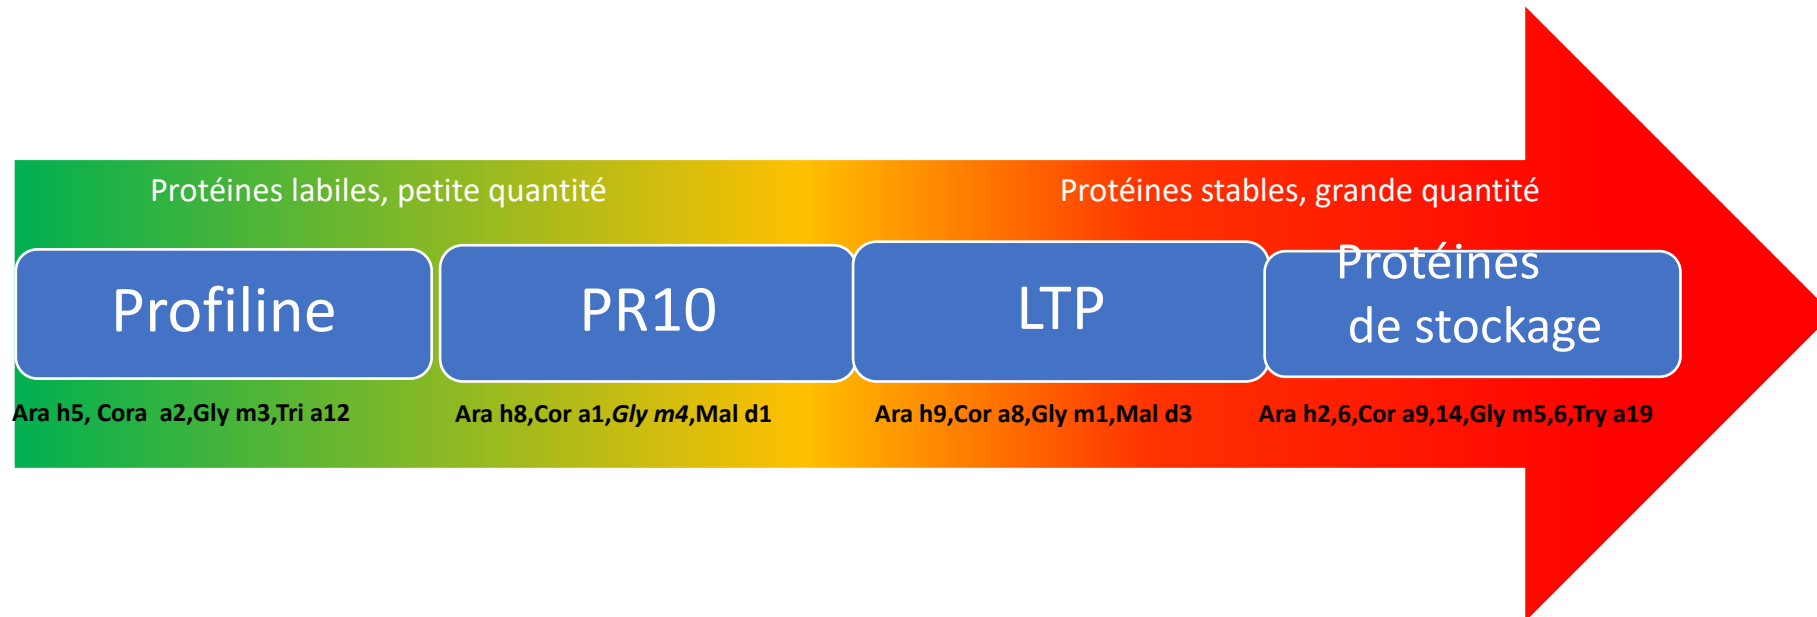 Protéines labiles, petite quantité
Protéines stables, grande quantité
Profiline
PR10
LTP
Protéines
de stockage
Ara h5, Cora  a2,Gly m3,Tri a12
Ara h8,Cor a1,Gly m4,Mal d1
Ara h9,Cor a8,Gly m1,Mal d3
Ara h2,6,Cor a9,14,Gly m5,6,Try a19